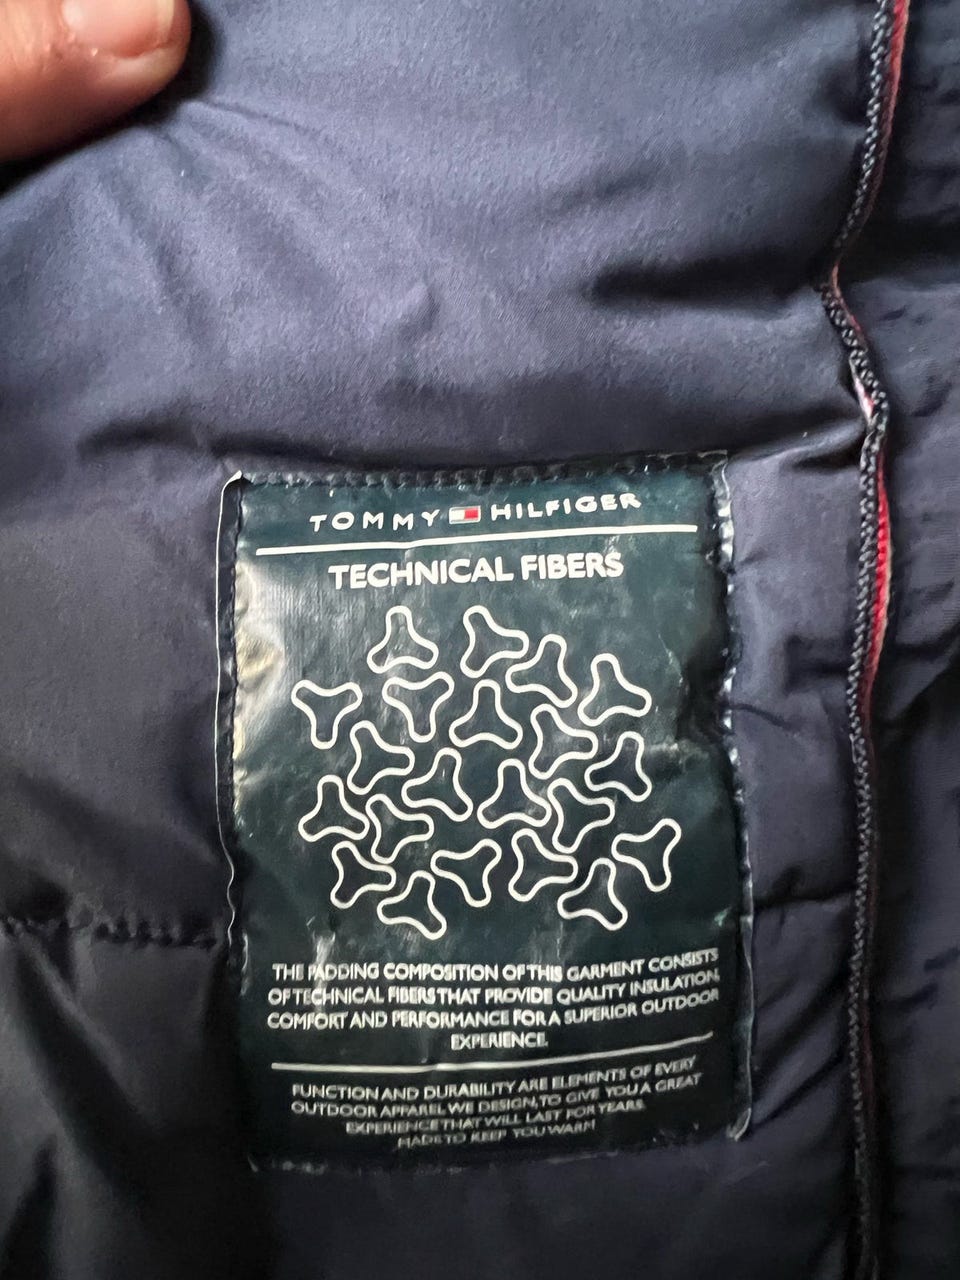 TOMMY HILFIGER
TECHNICAL FIBERS
THE PADDING COMPOSITION OF THIS GARMENT CONSISTS
OF TECHNICAL FIBERS THAT PROVIDE QUALITY INSULATION,
COMFORT AND PERFORMANCE FOR A SUPERIOR OUTDOOR
EXPERIENCE.
FUNCTION AND DURABILITY ARE ELEMENTS OF EVERY
OUTDOOR APPAREL WE DESIGN, TO GIVE YOU A GREAT
EXPERIENCE THAT WILL LAST FOR YEARS.
MADE TO KEEP YOU WARM